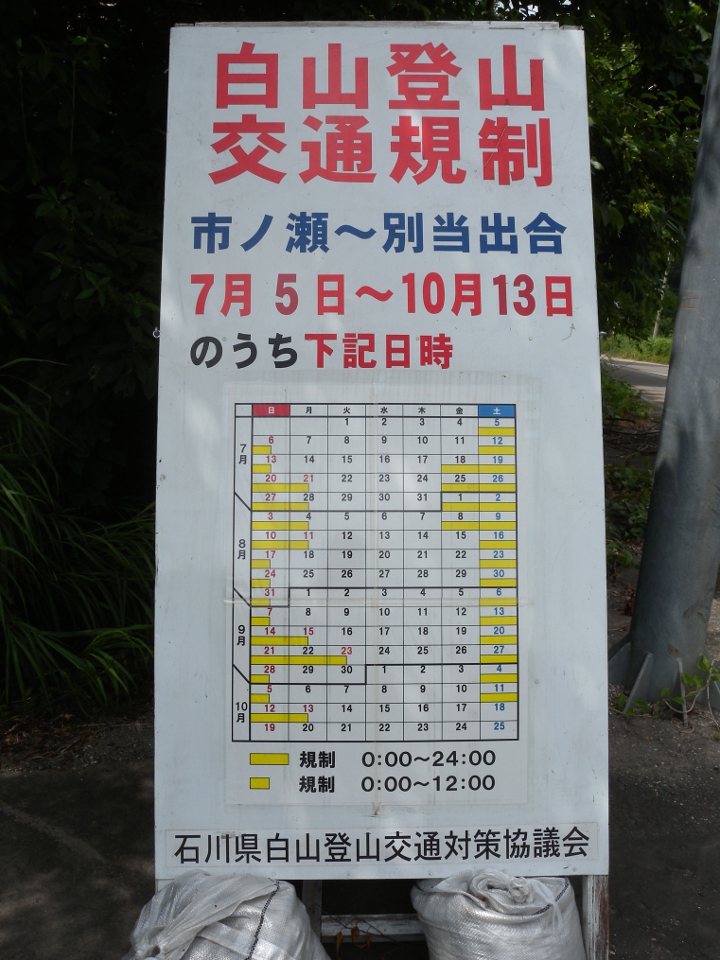 白山登山
交通規制
市ノ瀬～別当出合
7月5日～10月13日
のうち下記日時
日 月 火 水 木 金 土
7月
1 2 3 4 5
6 7 8 9 10 11 12
13 14 15 16 17 18 19
20 21 22 23 24 25 26
27 28 29 30 31 1 2
8月
3 4 5 6 7 8 9
10 11 12 13 14 15 16
17 18 19 20 21 22 23
24 25 26 27 28 29 30
31 1 2 3 4 5 6
9月
7 8 9 10 11 12 13
14 15 16 17 18 19 20
21 22 23 24 25 26 27
28 29 30 1 2 3 4
10月
5 6 7 8 9 10 11
12 13 14 15 16 17 18
19 20 21 22 23 24 25
規制 0:00～24:00
規制 0:00～12:00
石川県白山登山交通対策協議会